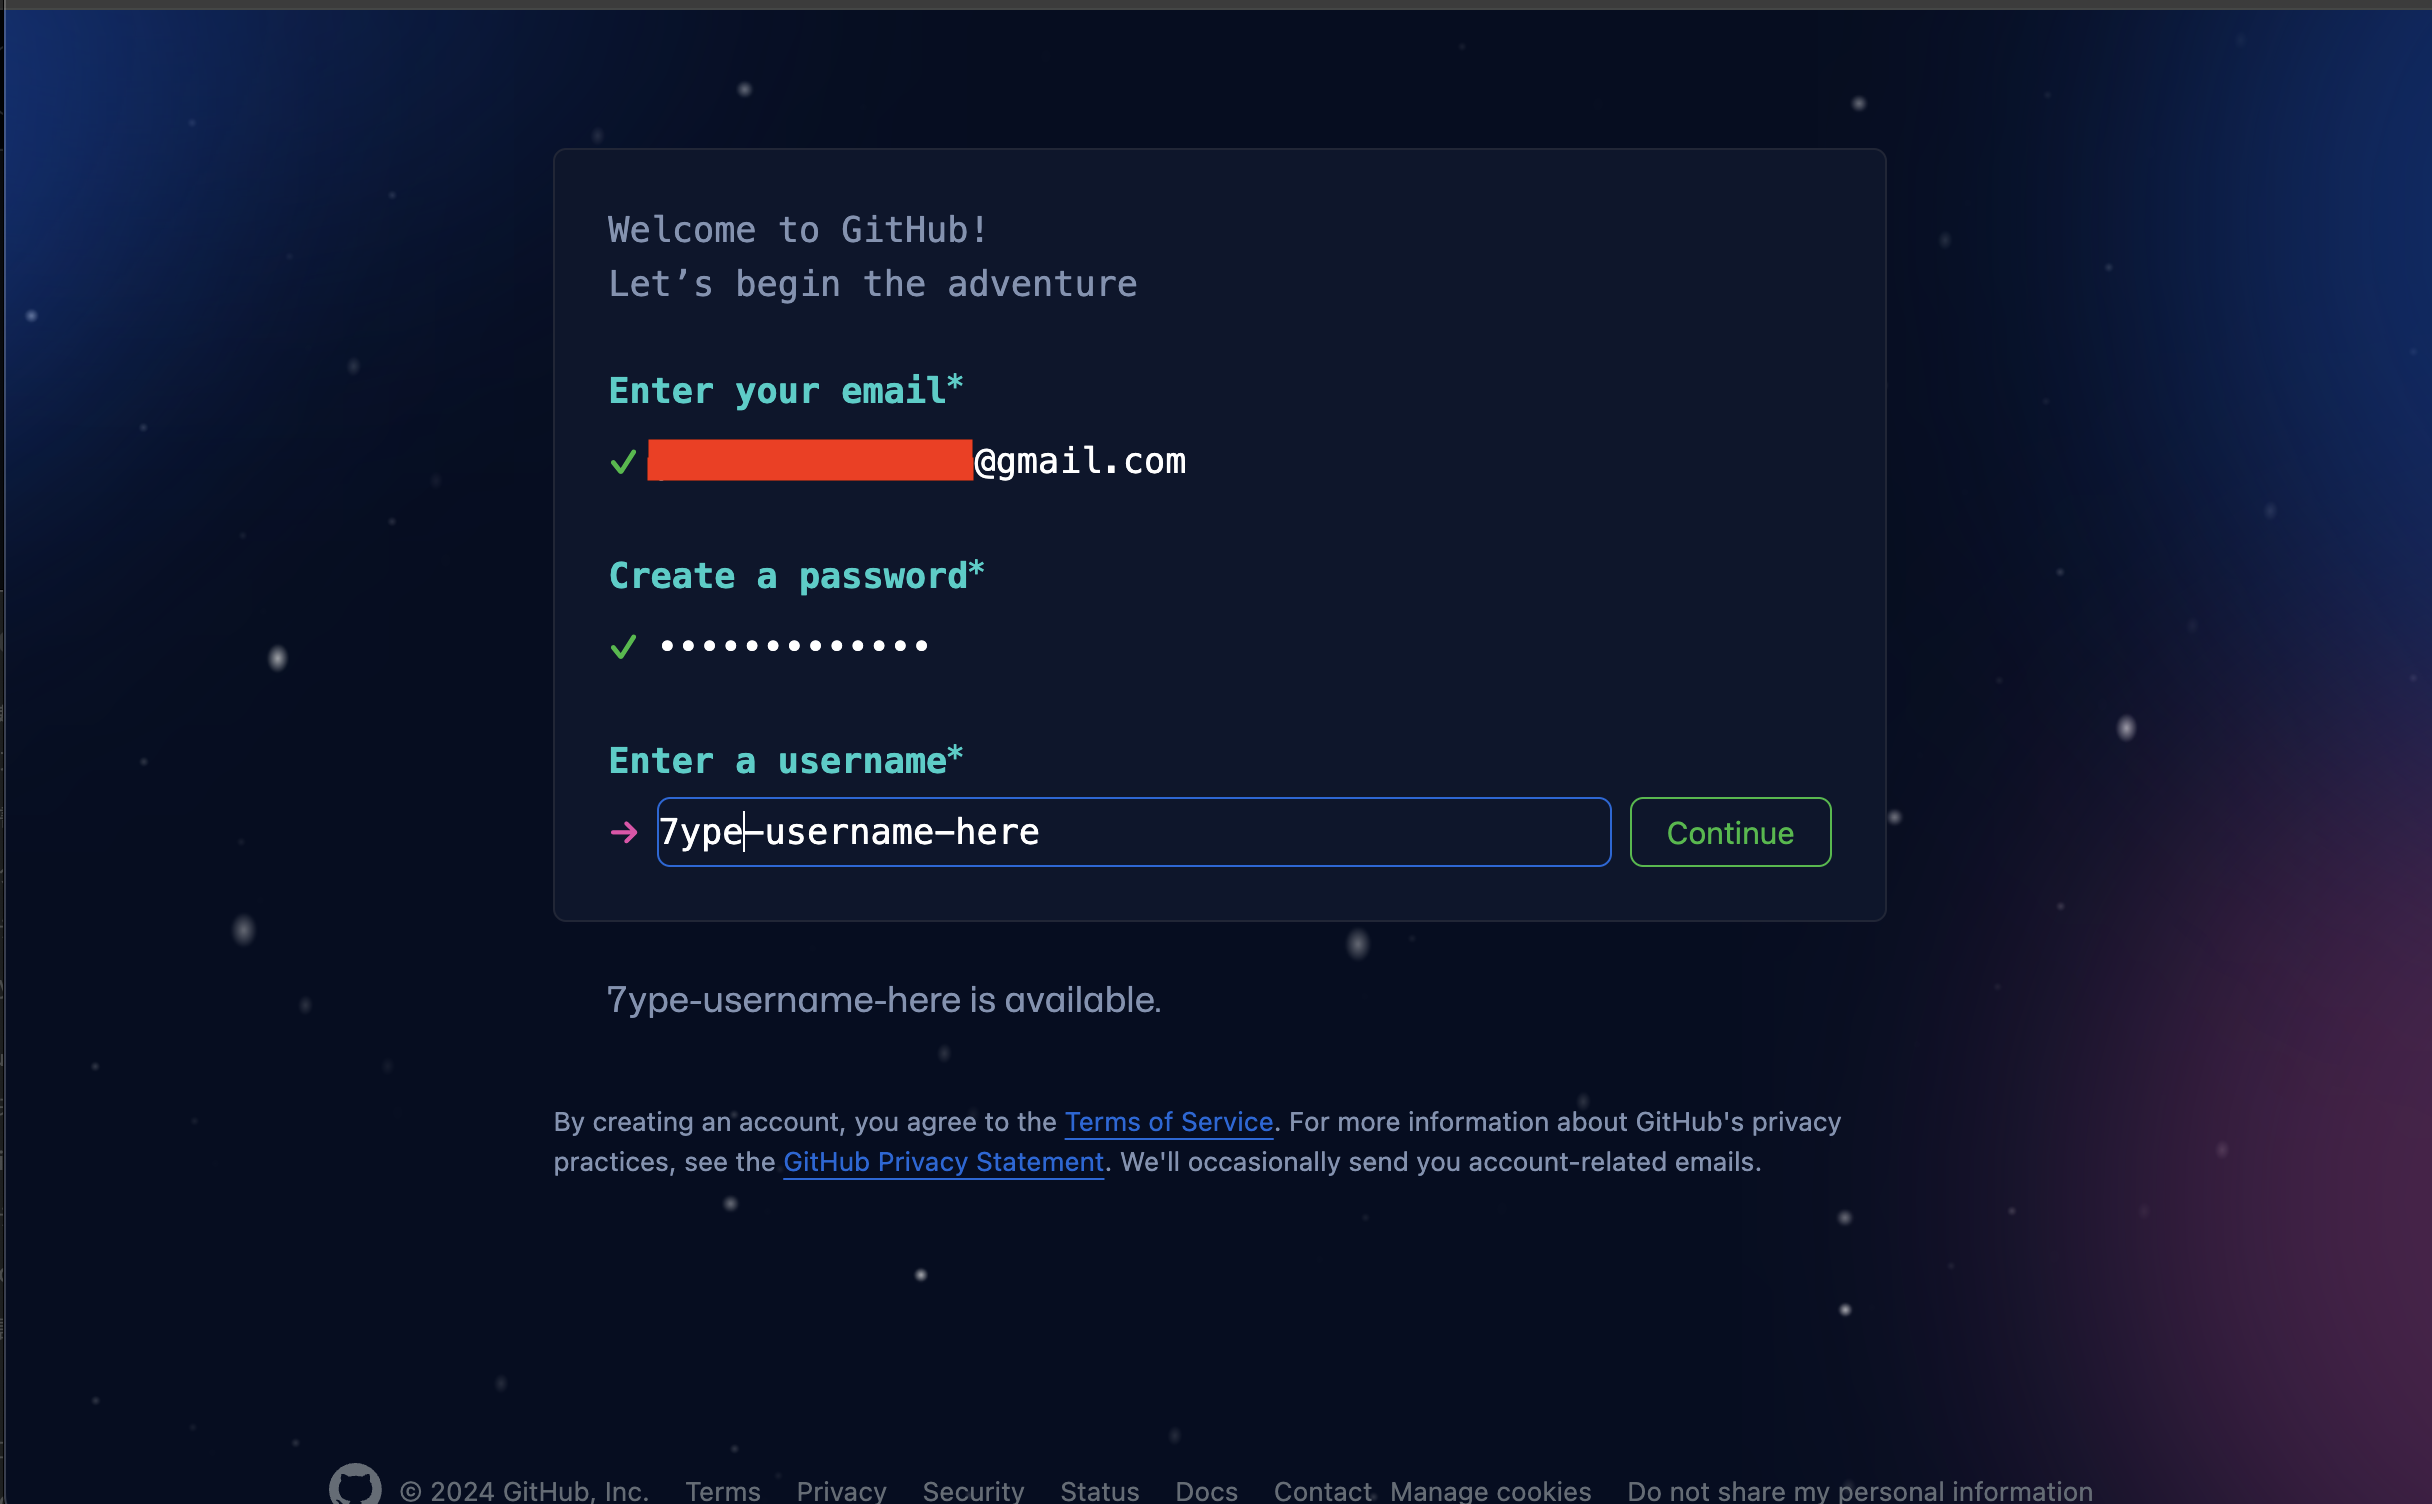 Welcome to GitHub!
Let’s begin the adventure
Enter your email*
@gmail.com
Create a password*
•••••••••••••
Enter a username*
7ype-username-here
Continue
7ype-username-here is available.
By creating an account, you agree to the Terms of Service. For more information about GitHub's privacy
practices, see the GitHub Privacy Statement. We'll occasionally send you account-related emails.
© 2024 GitHub, Inc. Terms Privacy Security Status Docs Contact Manage cookies Do not share my personal information